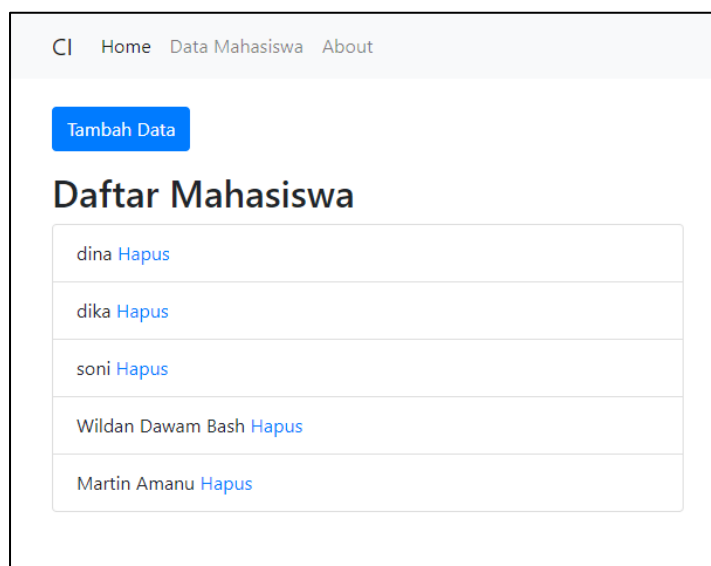 CI Home Data Mahasiswa About
Tambah Data
Daftar Mahasiswa
dina Hapus
dika Hapus
soni Hapus
Wildan Dawam Bash Hapus
Martin Amanu Hapus